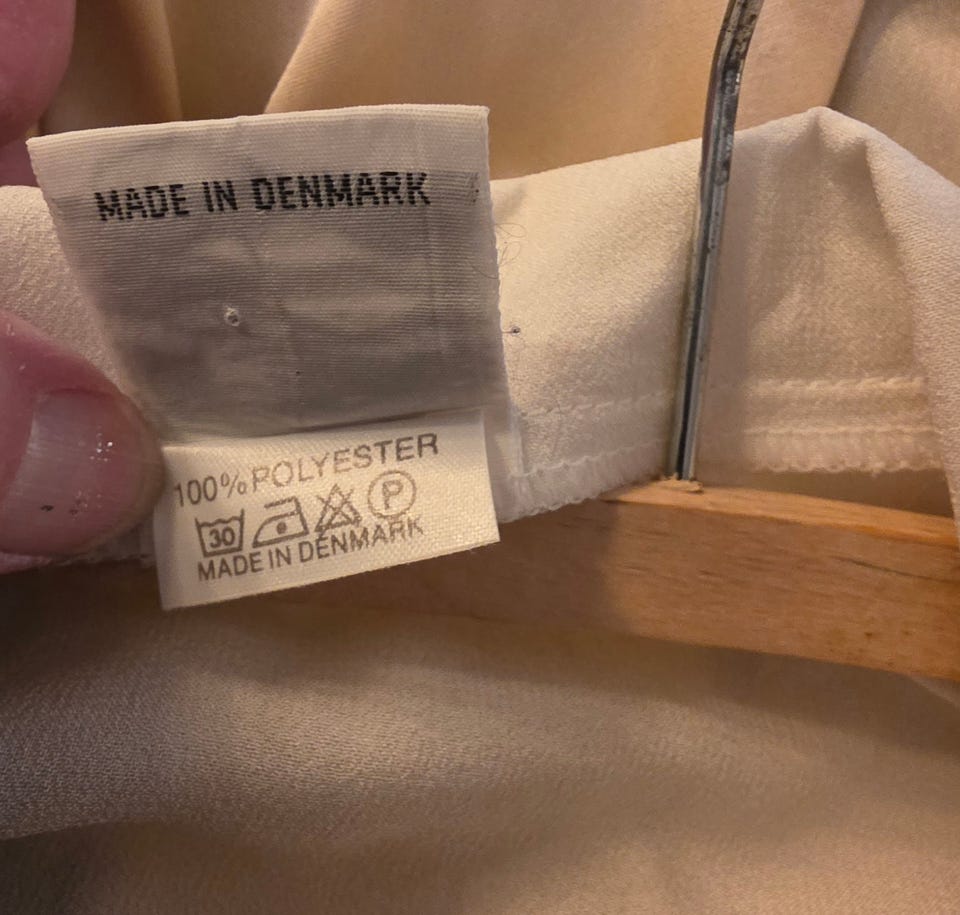 MADE IN DENMARK
100% POLYESTER
30 P
MADE IN DENMARK